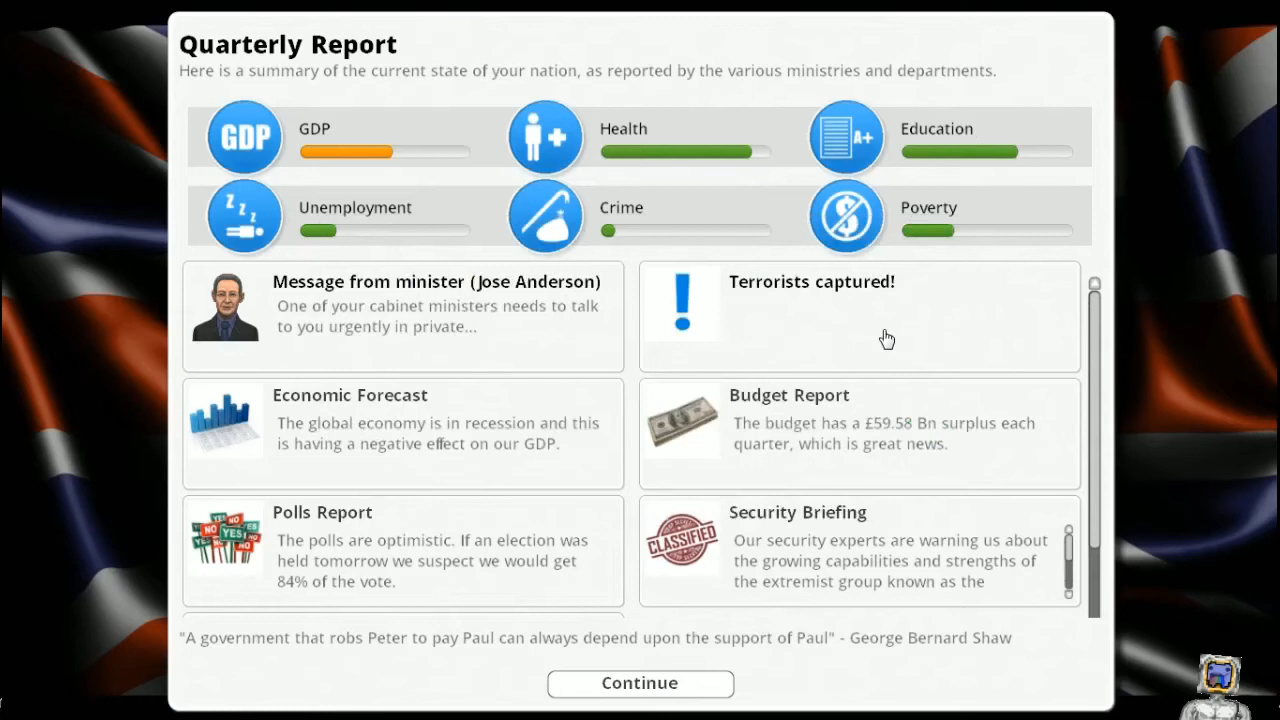 Quarterly Report
Here is a summary of the current state of your nation, as reported by the various ministries and departments.
GDP
GDP
Health
A+
Education
Z Z Z
Unemployment
Crime
$
Poverty
Message from minister (Jose Anderson)
One of your cabinet ministers needs to talk
to you urgently in private...
Terrorists captured!
Economic Forecast
The global economy is in recession and this
is having a negative effect on our GDP.
Budget Report
The budget has a £59.58 Bn surplus each
quarter, which is great news.
YES NO
NO YES YES
NO
Polls Report
The polls are optimistic. If an election was
held tomorrow we suspect we would get
84% of the vote.
CLASSIFIED
Security Briefing
Our security experts are warning us about
the growing capabilities and strengths of
the extremist group known as the
"A government that robs Peter to pay Paul can always depend upon the support of Paul" - George Bernard Shaw
Continue